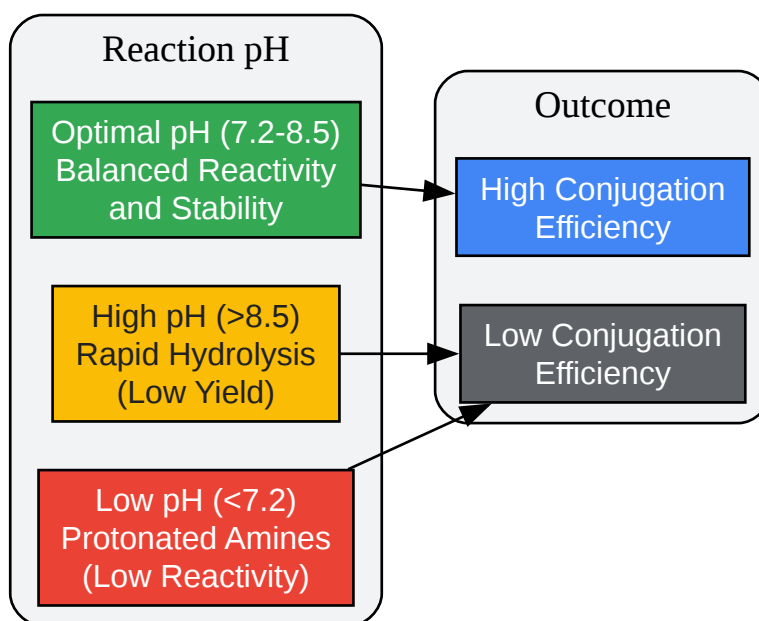 Reaction pH
Optimal pH (7.2-8.5)
Balanced Reactivity
and Stability
High pH (>8.5)
Rapid Hydrolysis
(Low Yield)
Low pH (<7.2)
Protonated Amines
(Low Reactivity)
Outcome
High Conjugation
Efficiency
Low Conjugation
Efficiency